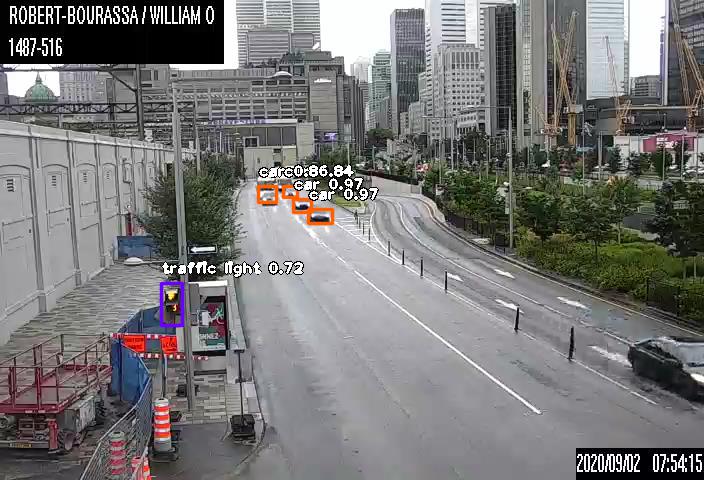 ROBERT-BOURASSA / WILLIAM O
1487-516
car 0.97
car 0.97
traffic light 0.72
2020/09/02 07:54:15